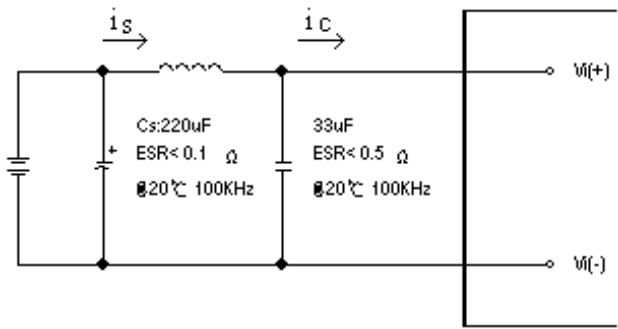 is
ic
Vi(+)
Cs:220uF
ESR<0.1 Ω
@20℃ 100KHz
33uF
ESR<0.5 Ω
@20℃ 100KHz
+
Vi(-)